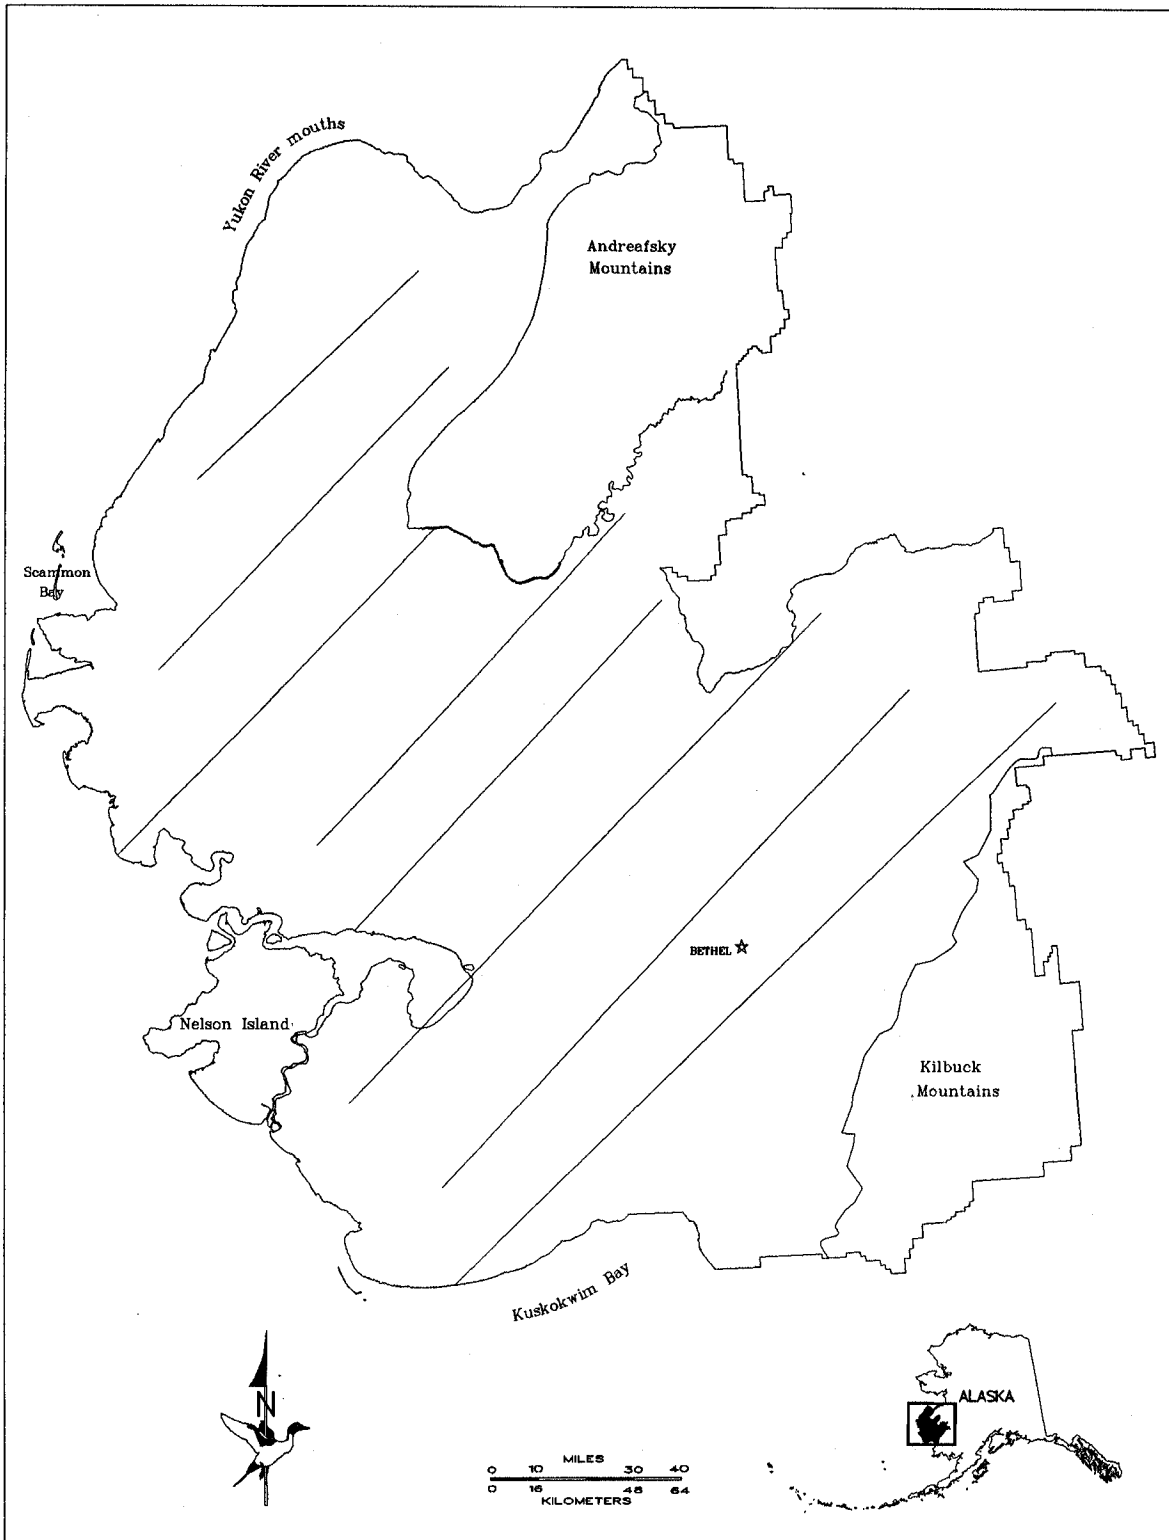 Yukon River mouths
Andreafsky
Mountains
Scammon
Bay
BETHEL
Nelson Island
Kilbuck
Mountains
Kuskokwim Bay
N
ALASKA
MILES
0 10 30 40
0 16 48 64
KILOMETERS